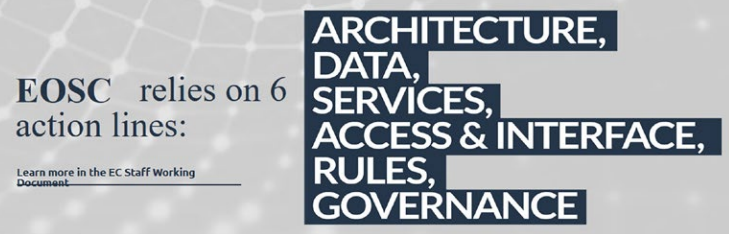 EOSC relies on 6
action lines:
Learn more in the EC Staff Working
Document
ARCHITECTURE,
DATA,
SERVICES,
ACCESS & INTERFACE,
RULES,
GOVERNANCE